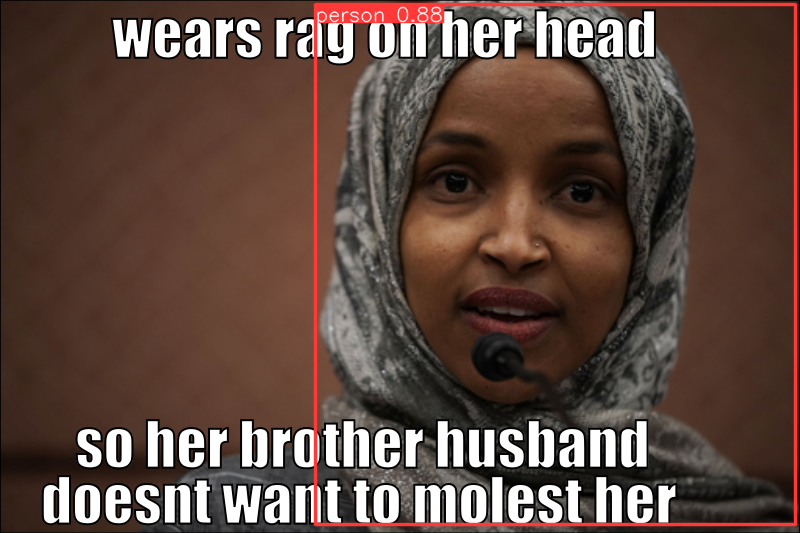 person 0.88
wears rag on her head
so her brother husband
doesnt want to molest her